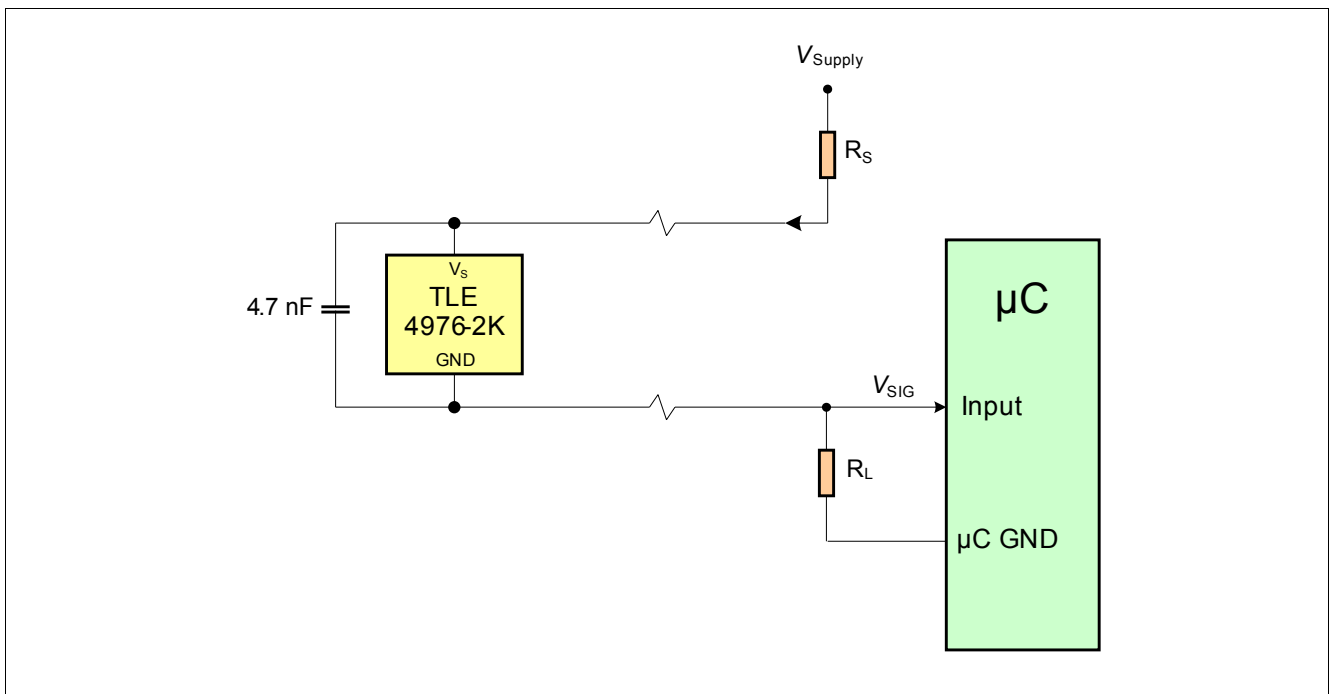 VSupply
RS
VS
TLE
4976-2K
GND
4.7 nF
µC
VSIG
Input
RL
µC GND